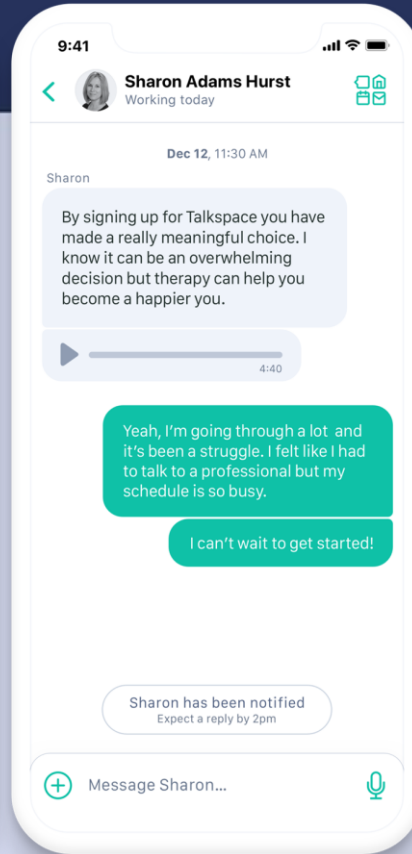 9:41
Sharon Adams Hurst
Working today
Dec 12, 11:30 AM
Sharon
By signing up for Talkspace you have
made a really meaningful choice. I
know it can be an overwhelming
decision but therapy can help you
become a happier you.
4:40
Yeah, I’m going through a lot and
it’s been a struggle. I felt like I had
to talk to a professional but my
schedule is so busy.
I can’t wait to get started!
Sharon has been notified
Expect a reply by 2pm
Message Sharon...